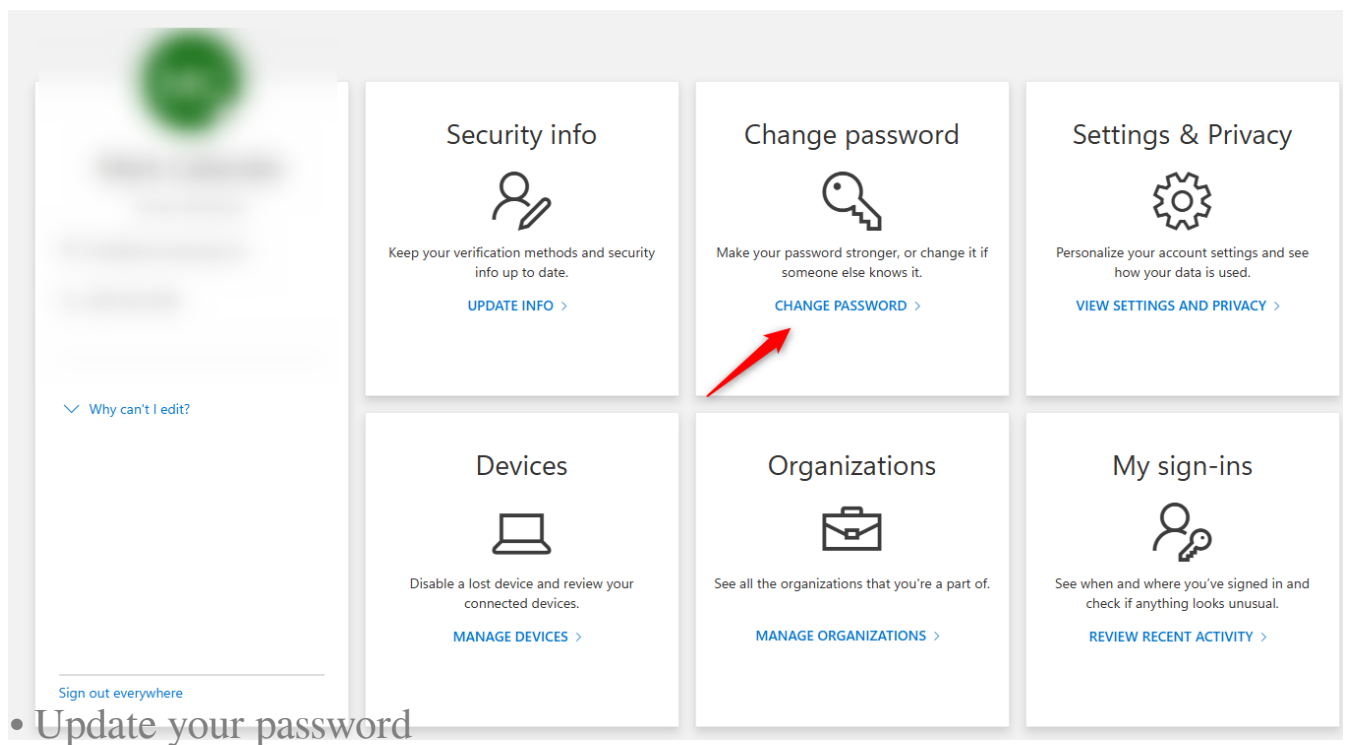 Security info
Keep your verification methods and security
info up to date.
UPDATE INFO >
Change password
Make your password stronger, or change it if
someone else knows it.
CHANGE PASSWORD >
Settings & Privacy
Personalize your account settings and see
how your data is used.
VIEW SETTINGS AND PRIVACY >
Why can't I edit?
Devices
Disable a lost device and review your
connected devices.
MANAGE DEVICES >
Organizations
See all the organizations that you're a part of.
MANAGE ORGANIZATIONS >
My sign-ins
See when and where you've signed in and
check if anything looks unusual.
REVIEW RECENT ACTIVITY >
Sign out everywhere
• Update your password